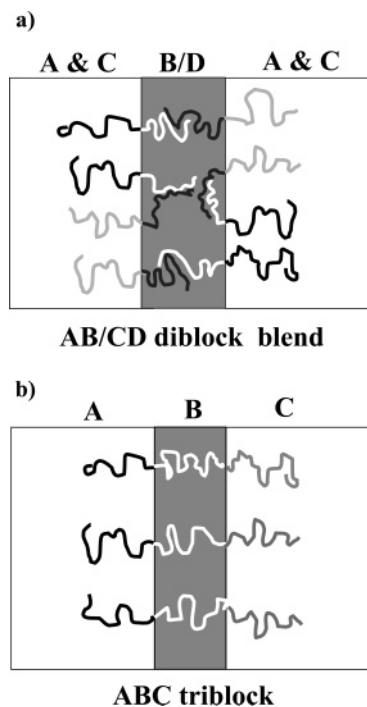 a)
A & C B/D A & C
AB/CD diblock blend
b)
A B C
ABC triblock